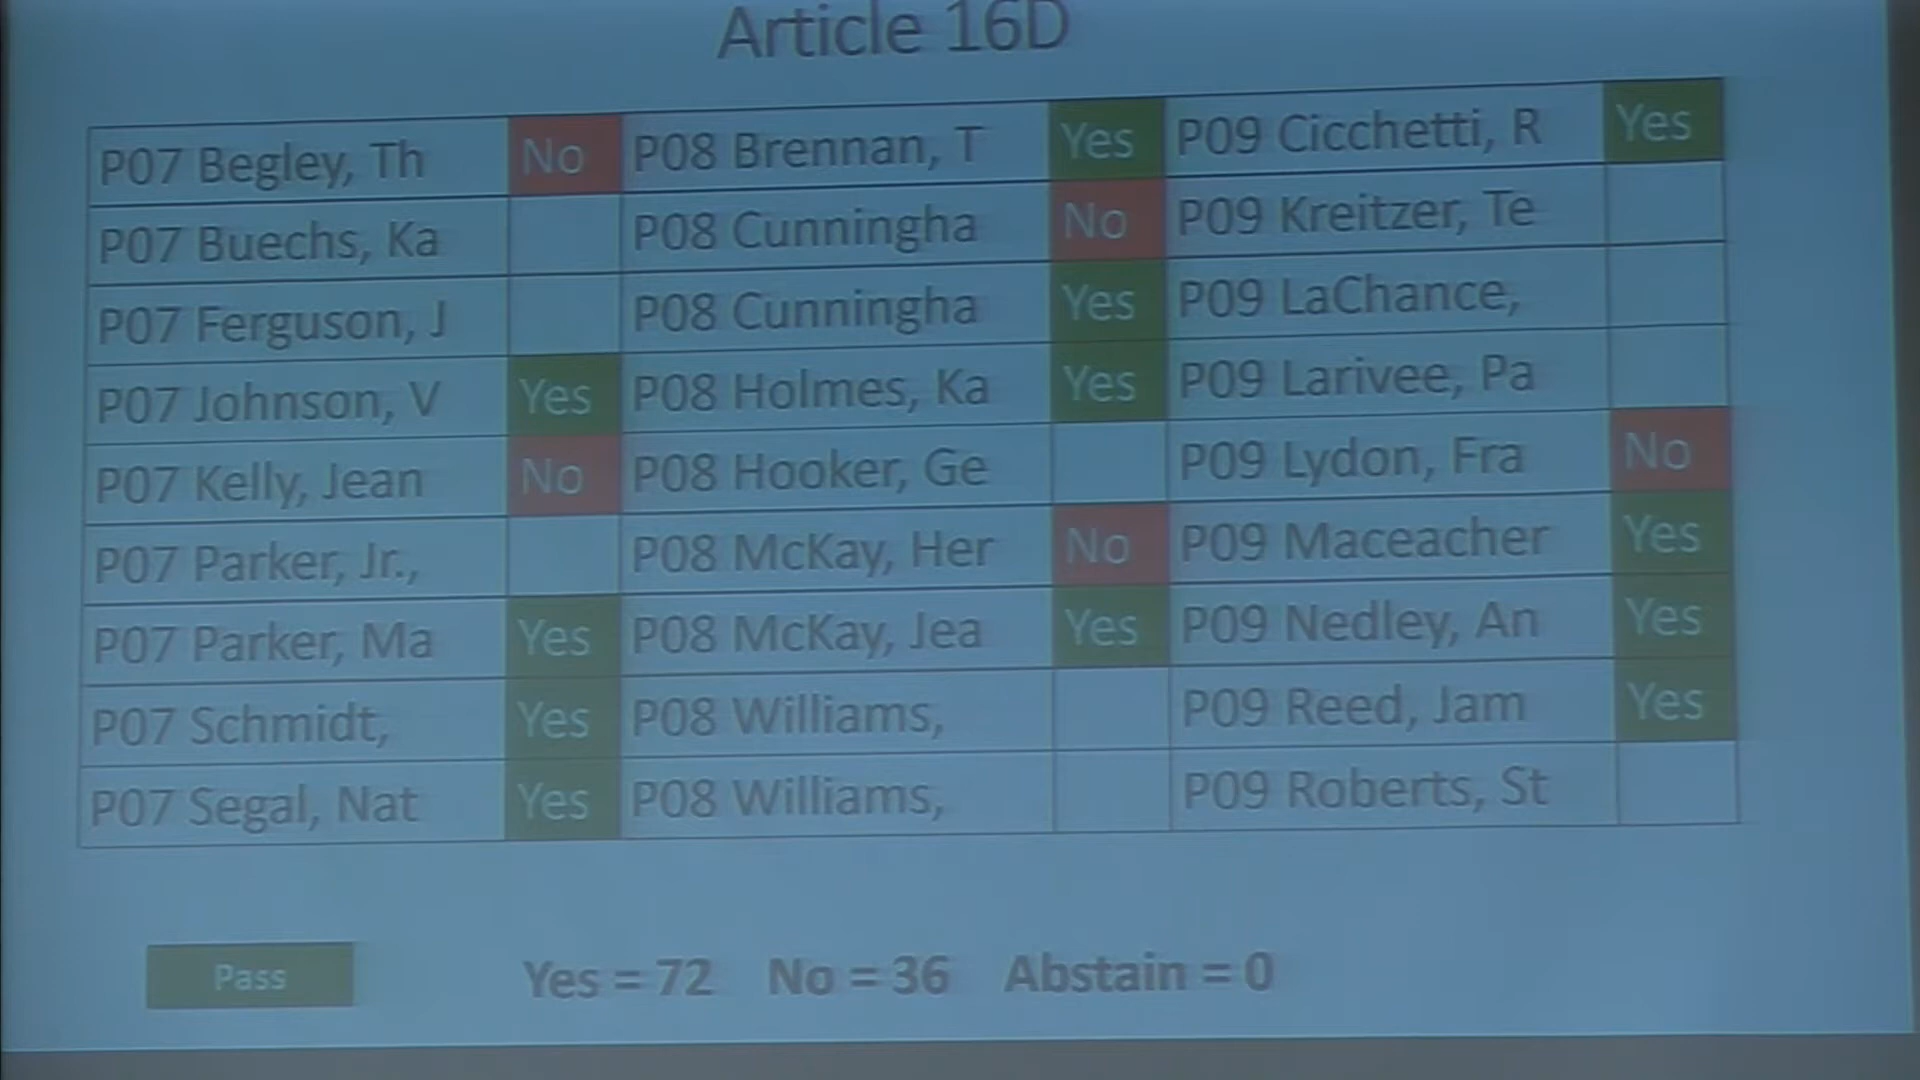 Article 16D
P07 Begley, Th No P08 Brennan, T Yes P09 Cicchetti, R Yes
P07 Buechs, Ka P08 Cunningha No P09 Kreitzer, Te
P07 Ferguson, J P08 Cunningha Yes P09 LaChance,
P07 Johnson, V Yes P08 Holmes, Ka Yes P09 Larivee, Pa
P07 Kelly, Jean No P08 Hooker, Ge P09 Lydon, Fra No
P07 Parker, Jr., P08 McKay, Her No P09 Maceacher Yes
P07 Parker, Ma Yes P08 McKay, Jea Yes P09 Nedley, An Yes
P07 Schmidt, Yes P08 Williams, P09 Reed, Jam Yes
P07 Segal, Nat Yes P08 Williams, P09 Roberts, St
Pass Yes = 72 No = 36 Abstain = 0